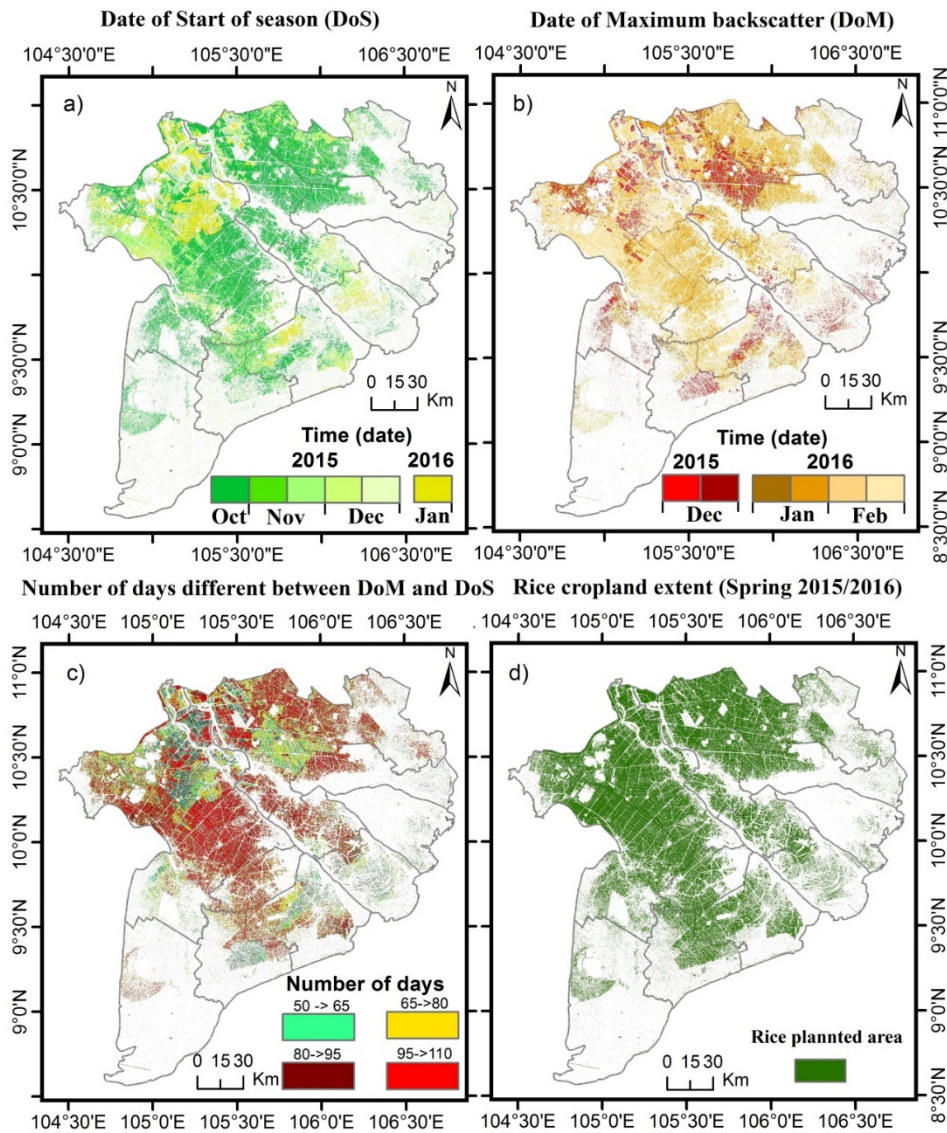 Date of Start of season (DoS)
Date of Maximum backscatter (DoM)
104°30'0"E 105°30'0"E 106°30'0"E
104°30'0"E 105°30'0"E 106°30'0"E
a)
N
b)
N
11°0'0"N
10°30'0"N
10°30'0"N
9°30'0"N
9°30'0"N
9°0'0"N
9°0'0"N
8°30'0"N
0 15 30
Km
0 15 30
Km
Time (date)
2015 2016
Oct Nov Dec Jan
Time (date)
2015 2016
Dec Jan Feb
104°30'0"E 105°30'0"E 106°30'0"E
105°30'0"E 106°30'0"E
Number of days different between DoM and DoS
Rice cropland extent (Spring 2015/2016)
104°30'E 105°0'E 105°30'E 106°0'E 106°30'E
104°30'E 105°0'E 105°30'E 106°0'E 106°30'E
c)
N
d)
N
11°0'N
11°0'N
10°30'N
10°30'N
10°0'N
10°0'N
9°30'N
9°30'N
9°0'N
9°0'N
8°30'N
Number of days
50 -> 65 65->80
80->95 95->110
0 15 30
Km
Rice plannted area
0 15 30
Km
104°30'E 105°0'E 105°30'E 106°0'E 106°30'E
104°30'E 105°0'E 105°30'E 106°0'E 106°30'E